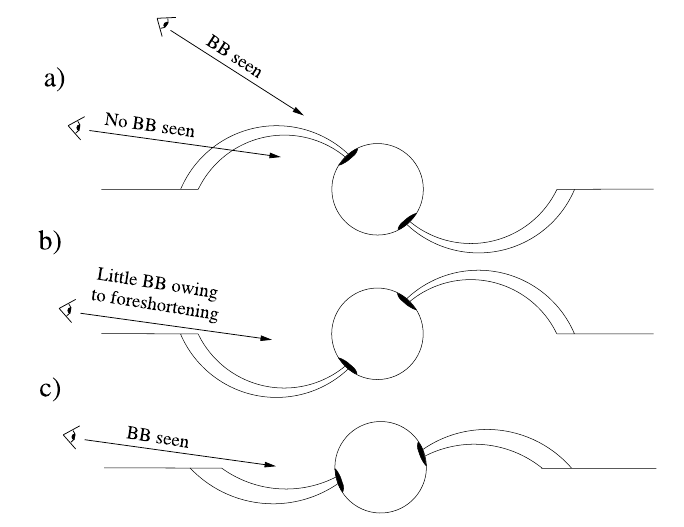 BB seen
a)
No BB seen
b)
Little BB owing
to foreshortening
c)
BB seen